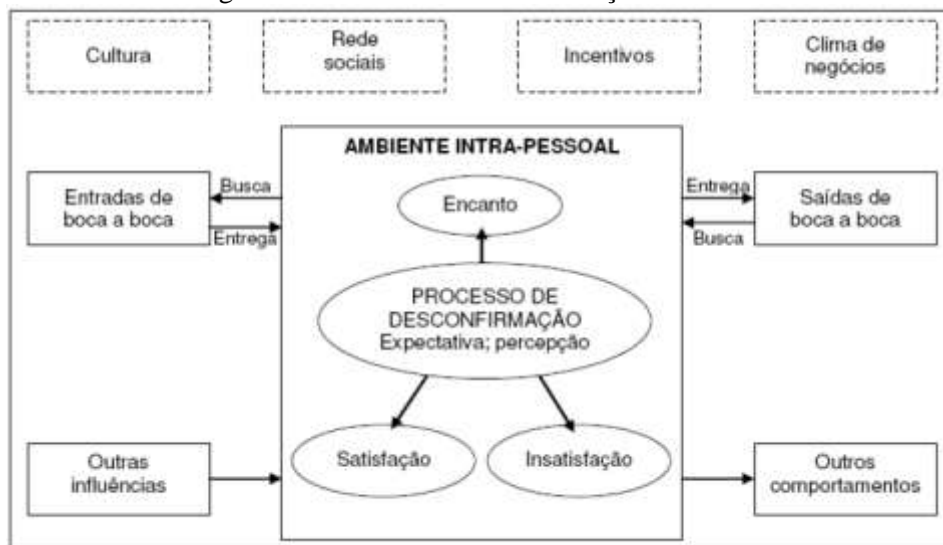 Cultura
Rede
sociais
Incentivos
Clima de
negócios
AMBIENTE INTRA-PESSOAL
Entradas de
boca a boca
Busca
Entrega
Encanto
Entrega
Busca
Saídas de
boca a boca
PROCESSO DE
DESCONFIRMAÇÃO
Expectativa; percepção
Satisfação
Insatisfação
Outras
influências
Outros
comportamentos